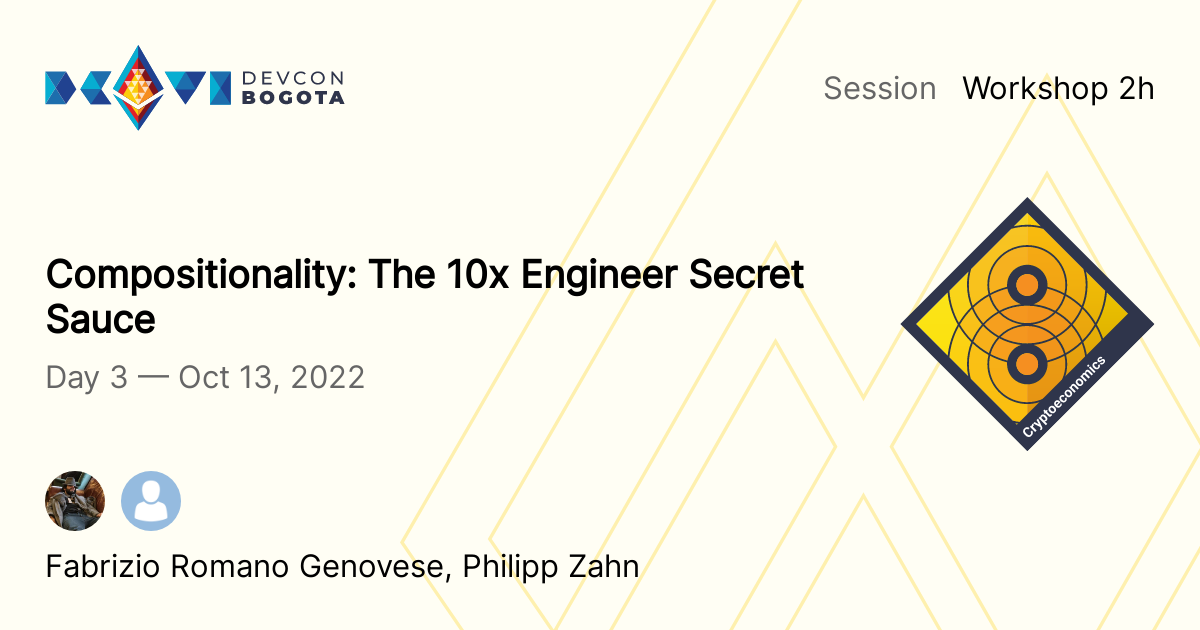 DEVCON
BOGOTA
Session Workshop 2h
Compositionality: The 10x Engineer Secret
Sauce
Day 3 — Oct 13, 2022
Cryptoeconomics
Fabrizio Romano Genovese, Philipp Zahn